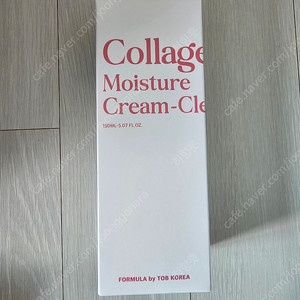 Collage
Moisture
Cream-Cle
150ML-5.07 FL.OZ.
FORMULA by TOB KOREA